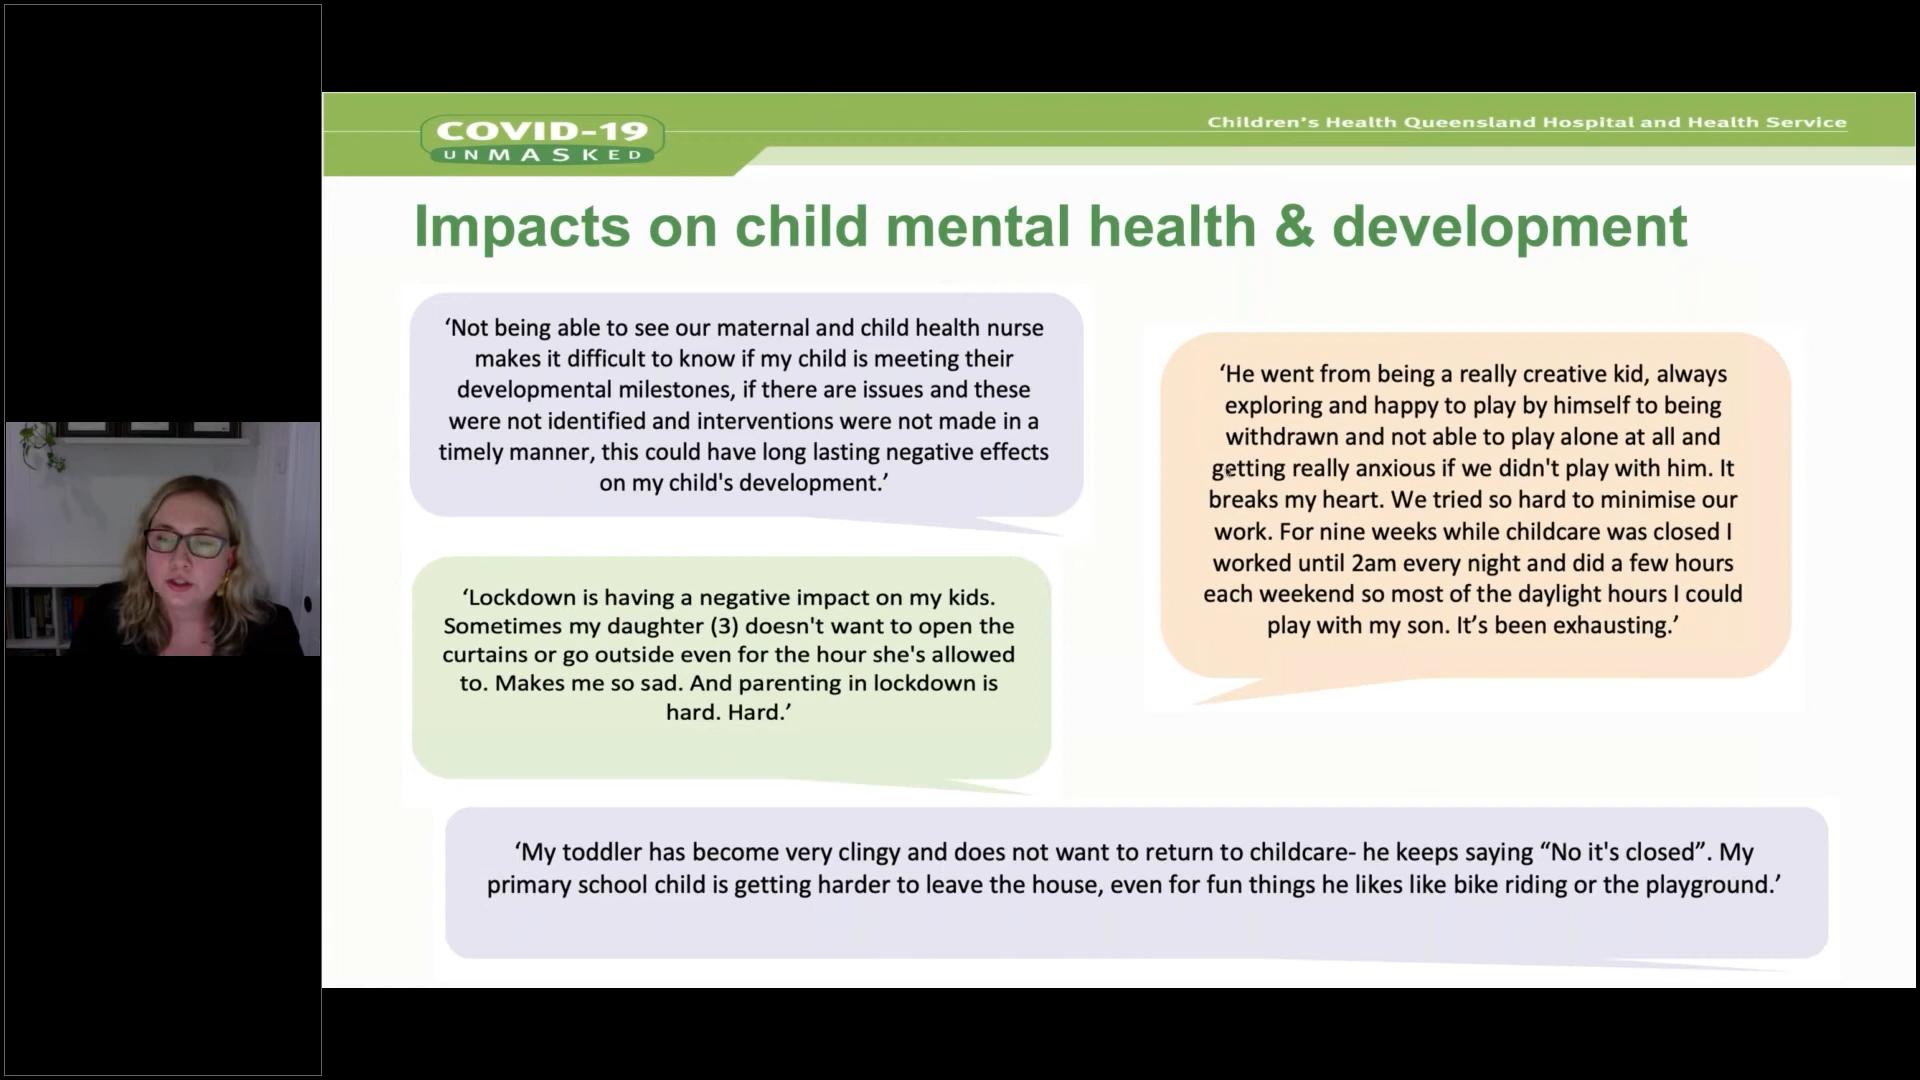 COVID-19
UNMASKED
Children's Health Queensland Hospital and Health Service
Impacts on child mental health & development
‘Not being able to see our maternal and child health nurse
makes it difficult to know if my child is meeting their
developmental milestones, if there are issues and these
were not identified and interventions were not made in a
timely manner, this could have long lasting negative effects
on my child's development.’
‘Lockdown is having a negative impact on my kids.
Sometimes my daughter (3) doesn't want to open the
curtains or go outside even for the hour she's allowed
to. Makes me so sad. And parenting in lockdown is
hard. Hard.’
‘He went from being a really creative kid, always
exploring and happy to play by himself to being
withdrawn and not able to play alone at all and
getting really anxious if we didn't play with him. It
breaks my heart. We tried so hard to minimise our
work. For nine weeks while childcare was closed I
worked until 2am every night and did a few hours
each weekend so most of the daylight hours I could
play with my son. It’s been exhausting.’
‘My toddler has become very clingy and does not want to return to childcare- he keeps saying “No it's closed”. My
primary school child is getting harder to leave the house, even for fun things he likes like bike riding or the playground.’